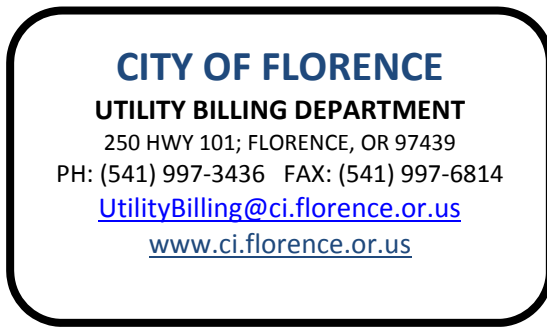 CITY OF FLORENCE
UTILITY BILLING DEPARTMENT
250 HWY 101; FLORENCE, OR 97439
PH: (541) 997-3436   FAX: (541) 997-6814
UtilityBilling@ci.florence.or.us
www.ci.florence.or.us